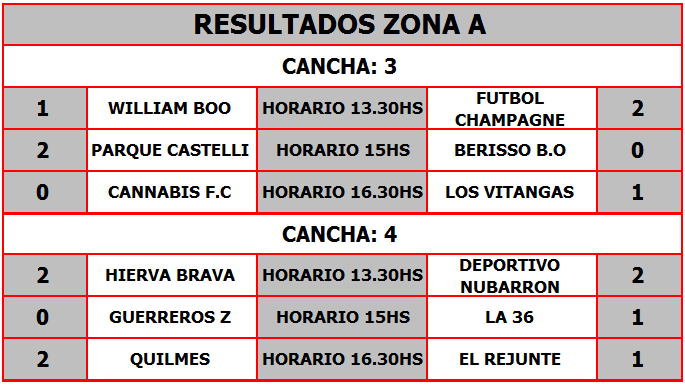 RESULTADOS ZONA A
CANCHA: 3
1 WILLIAM BOO HORARIO 13.30HS FUTBOL CHAMPAGNE 2
2 PARQUE CASTELLI HORARIO 15HS BERISSO B.O 0
0 CANNABIS F.C HORARIO 16.30HS LOS VITANGAS 1
CANCHA: 4
2 HIERVA BRAVA HORARIO 13.30HS DEPORTIVO NUBARRON 2
0 GUERREROS Z HORARIO 15HS LA 36 1
2 QUILMES HORARIO 16.30HS EL REJUNTE 1